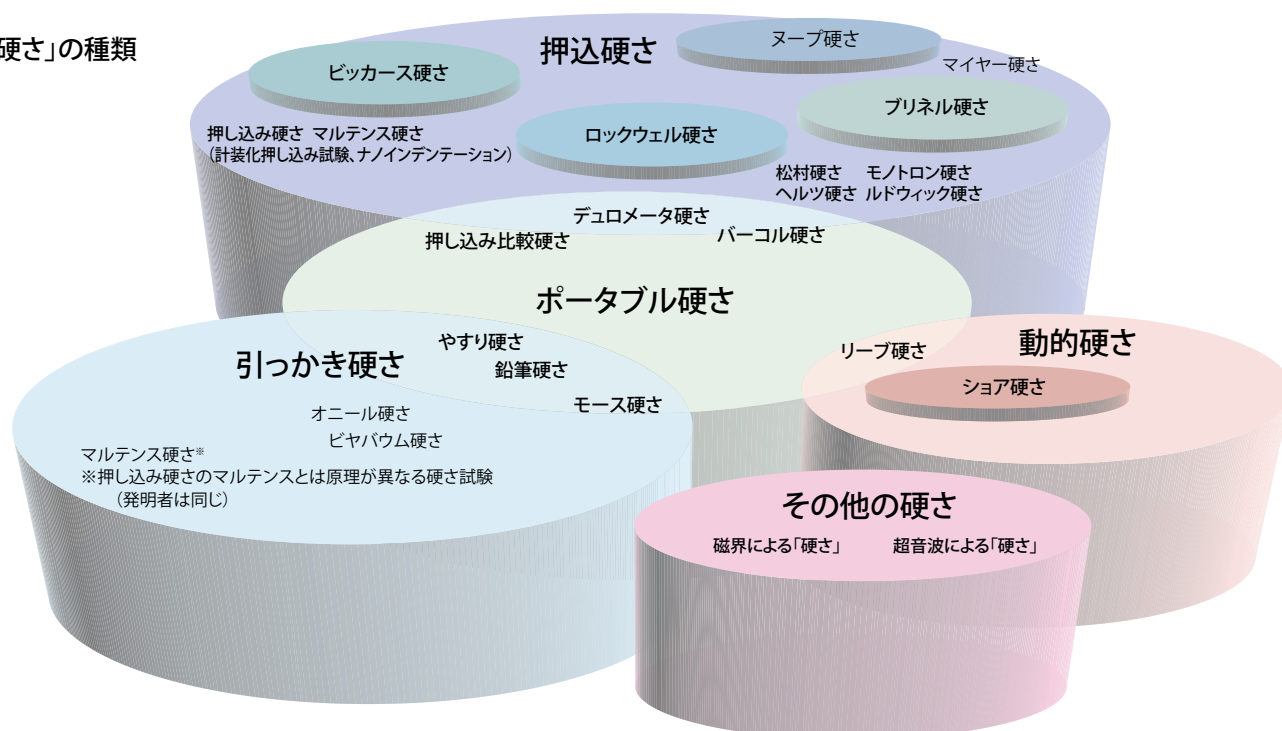 硬さ」の種類
押込硬さ
ヌープ硬さ
マイヤー硬さ
ビッカース硬さ
ブリネル硬さ
押し込み硬さ マルテンス硬さ
(計装化押し込み試験、ナノインデンテーション)
ロックウェル硬さ
松村硬さ モノトロン硬さ
ヘルツ硬さ ルドウィック硬さ
デュロメータ硬さ
押し込み比較硬さ
バーコル硬さ
ポータブル硬さ
引っかき硬さ
やすり硬さ
鉛筆硬さ
モース硬さ
オニール硬さ
ビヤバウム硬さ
マルテンス硬さ※
※押し込み硬さのマルテンスとは原理が異なる硬さ試験
(発明者は同じ)
リーブ硬さ
動的硬さ
ショア硬さ
その他の硬さ
磁界による「硬さ」 超音波による「硬さ」